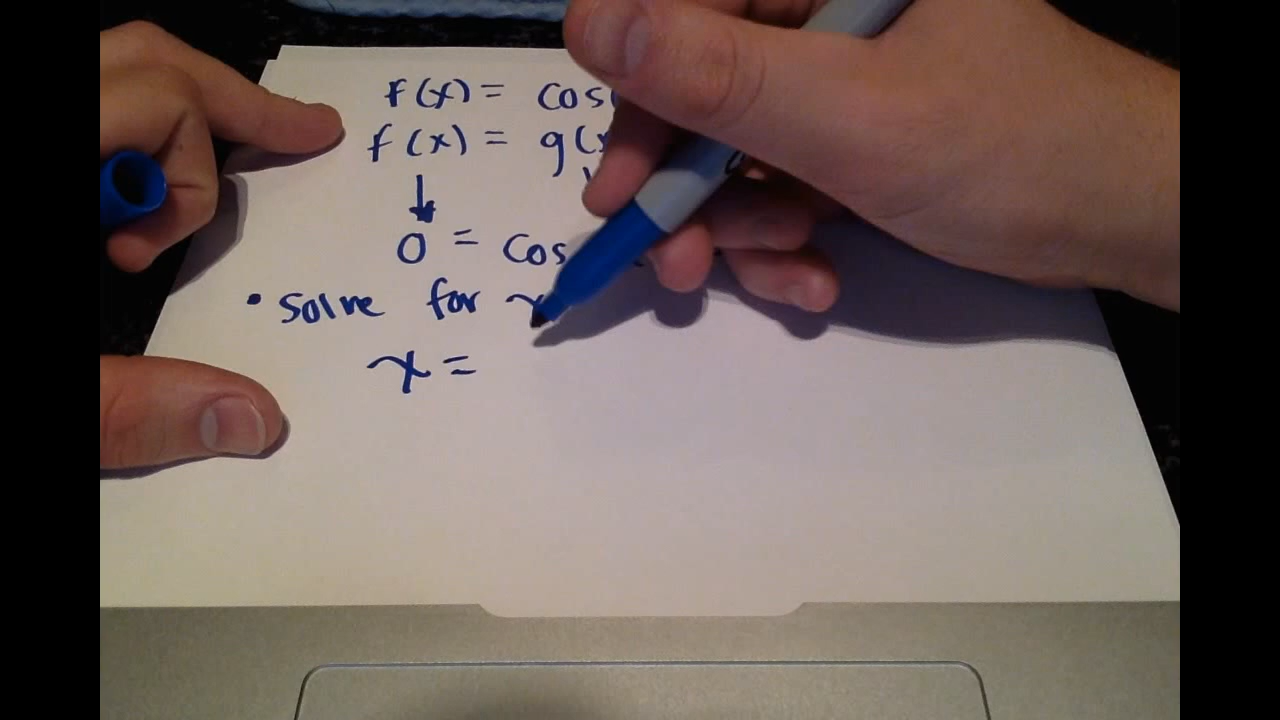 f(x) = cos(
f(x) = g(x
0 = cos
• Solve for x
x =